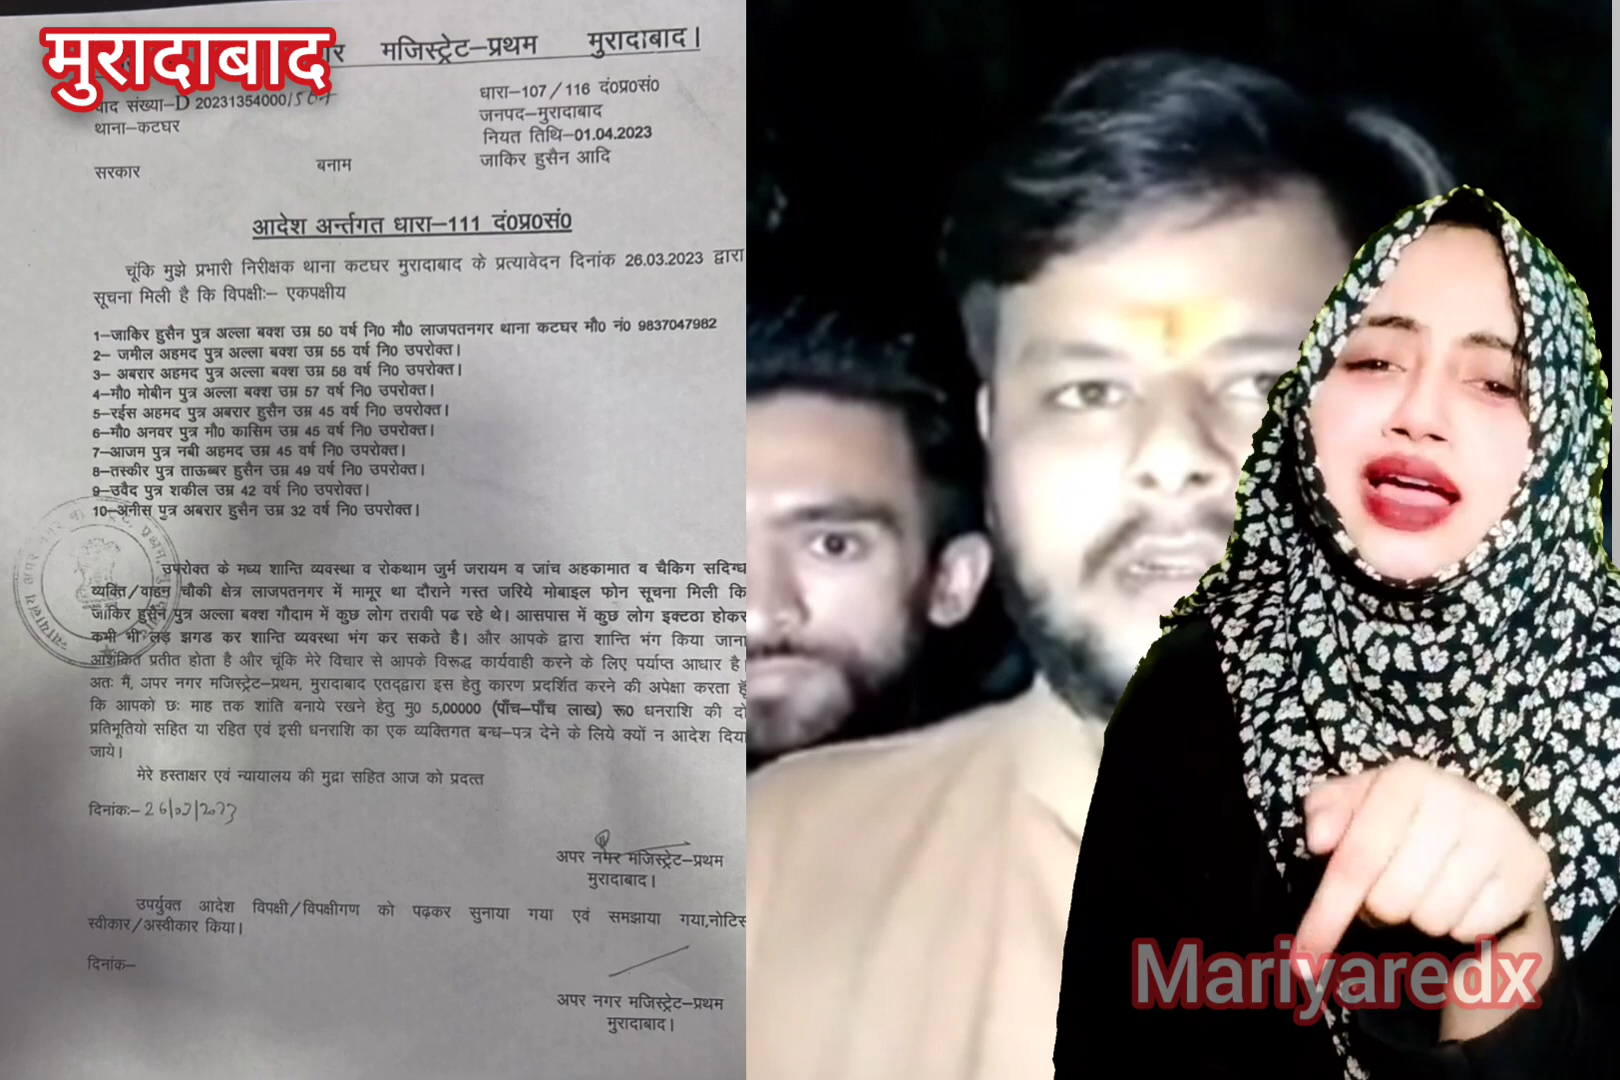 मुरादाबाद
मजिस्ट्रेट–प्रथम मुरादाबाद।
वाद संख्या–D 20231354000/
धारा–107/116 दं0प्र0सं0
थाना–कटघर
जनपद–मुरादाबाद
नियत तिथि–01.04.2023
सरकार बनाम जाकिर हुसैन आदि
आदेश अर्न्तगत धारा–111 दं0प्र0सं0
चूंकि मुझे प्रभारी निरीक्षक थाना कटघर मुरादाबाद के प्रत्यावेदन दिनांक 26.03.2023 द्वारा
सूचना मिली है कि विपक्षीः– एकपक्षीय
1–जाकिर हुसैन पुत्र अल्ला बक्श उम्र 50 वर्ष नि0 मौ0 लाजपतनगर थाना कटघर मौ0 नं0 9837047982
2– जमील अहमद पुत्र अल्ला बक्श उम्र 55 वर्ष नि0 उपरोक्त।
3– अबरार अहमद पुत्र अल्ला बक्श उम्र 58 वर्ष नि0 उपरोक्त।
4–मौ0 मोबीन पुत्र अल्ला बक्श उम्र 57 वर्ष नि0 उपरोक्त।
5–रईस अहमद पुत्र अबरार हुसैन उम्र 45 वर्ष नि0 उपरोक्त।
6–मौ0 अनवर पुत्र मौ0 कासिम उम्र 45 वर्ष नि0 उपरोक्त।
7–आजम पुत्र नबी अहमद उम्र 45 वर्ष नि0 उपरोक्त।
8–तस्कीर पुत्र ताऊब्बर हुसैन उम्र 49 वर्ष नि0 उपरोक्त।
9–उवैद पुत्र शकील उम्र 42 वर्ष नि0 उपरोक्त।
10–अनीस पुत्र अबरार हुसैन उम्र 32 वर्ष नि0 उपरोक्त।
उपरोक्त के मध्य शान्ति व्यवस्था व रोकथाम जुर्म जरायम व जांच अहकामात व चैकिग सदिग्ध
व्यक्ति/वाहन चौकी क्षेत्र लाजपतनगर में मामूर था दौराने गस्त जरिये मोबाइल फोन सूचना मिली कि
जाकिर हुसैन पुत्र अल्ला बक्श गौदाम में कुछ लोग तरावी पढ रहे थे। आसपास में कुछ लोग इक्टठा होकर
कभी भी लड़ झगड कर शान्ति व्यवस्था भंग कर सकते है। और आपके द्वारा शान्ति भंग किया जाना
आशंकित प्रतीत होता है और चूंकि मेरे विचार से आपके विरूद्ध कार्यवाही करने के लिए पर्याप्त आधार है।
अतः मैं, अपर नगर मजिस्ट्रेट–प्रथम, मुरादाबाद एतद्द्वारा इस हेतु कारण प्रदर्शित करने की अपेक्षा करता हूँ
कि आपको छः माह तक शांति बनाये रखने हेतु मु0 5,00000 (पाँच–पाँच लाख) रू0 धनराशि की दो
प्रतिभूतियो सहित या रहित एवं इसी धनराशि का एक व्यक्तिगत बन्ध–पत्र देने के लिये क्यों न आदेश दिया
जाये।
मेरे हस्ताक्षर एवं न्यायालय की मुद्रा सहित आज को प्रदत्त
दिनांकः–26/03/2023
अपर नगर मजिस्ट्रेट–प्रथम
मुरादाबाद।
उपर्युक्त आदेश विपक्षी/विपक्षीगण को पढ़कर सुनाया गया एवं समझाया गया,नोटिस
स्वीकार/अस्वीकार किया।
दिनांक–
अपर नगर मजिस्ट्रेट–प्रथम
मुरादाबाद।
Mariyaredx